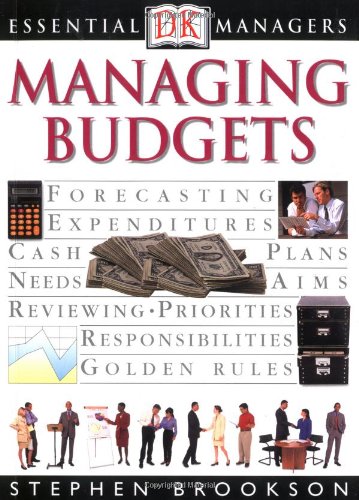 ESSENTIAL DK MANAGERS
MANAGING
BUDGETS
FORECASTING
EXPENDITURES
CASH PLANS
NEEDS AIMS
REVIEWING • PRIORITIES
RESPONSIBILITIES
GOLDEN RULES
STEPHEN BROOKSON